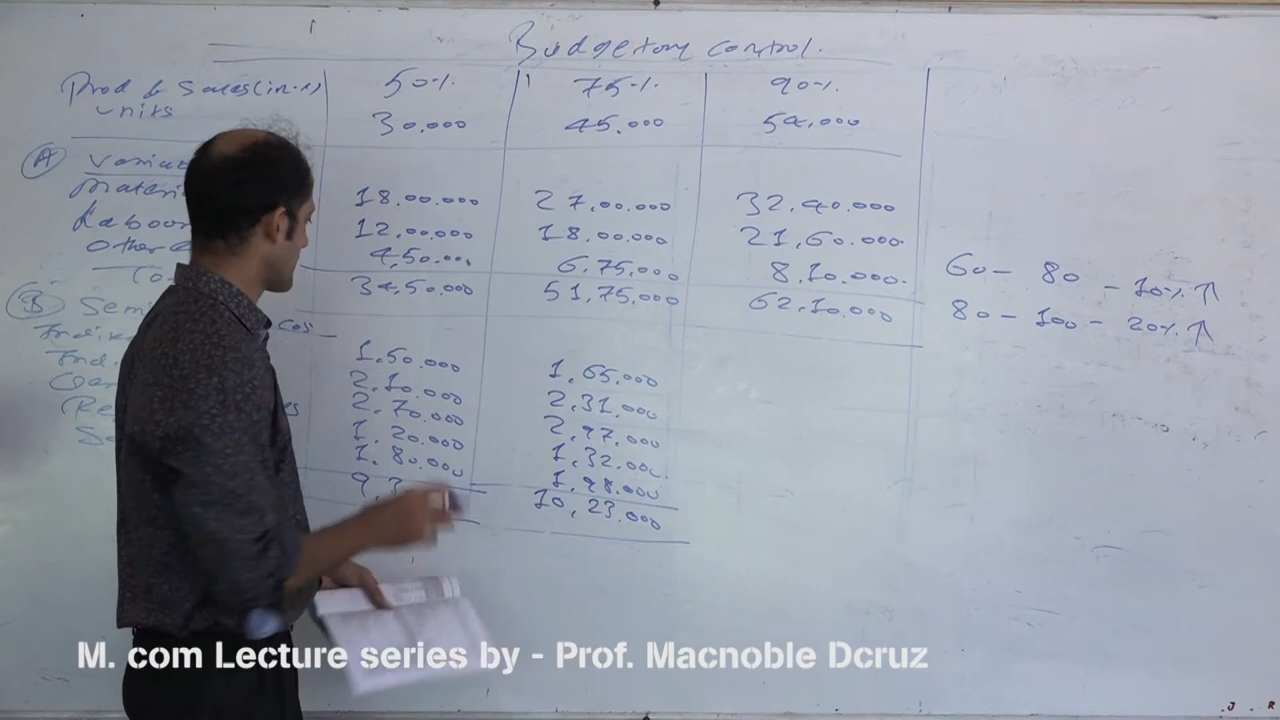 Budgetory control.
Prod & Sales(in.%) 50% 75% 90%
units 30,000 45,000 54,000
A
18,00,000 27,00,000 32,40,000
Labour 12,00,000 18,00,000 21,60,000
Other 4,50,000 6,75,000 8,10,000
34,50,000 51,75,000 62,10,000
60 - 80 - 10% ↑
80 - 100 - 20% ↑
B Semi
1,50,000 1,65,000
2,10,000 2,31,000
2,70,000 2,97,000
1,20,000 1,32,000
1,80,000 1,98,000
10,23,000
M. com Lecture series by - Prof. Macnoble Dcruz